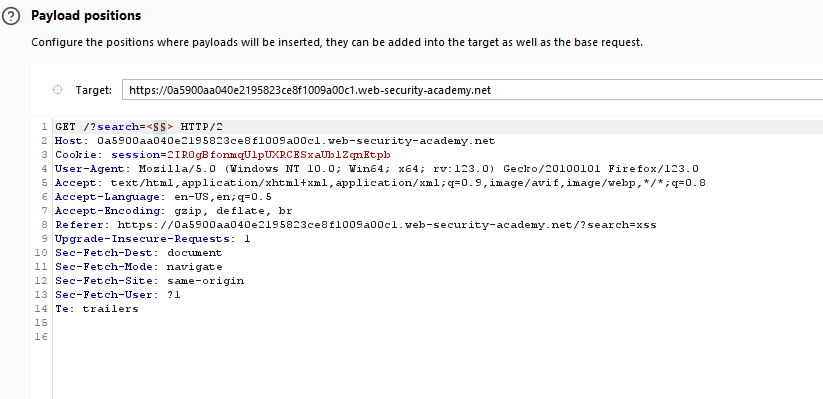 Payload positions
Configure the positions where payloads will be inserted, they can be added into the target as well as the base request.
Target: https://0a5900aa040e2195823ce8f1009a00c1.web-security-academy.net
1 GET /?search=<§§> HTTP/2
2 Host: 0a5900aa040e2195823ce8f1009a00c1.web-security-academy.net
3 Cookie: session=2IROgBfonmqUlpUXRCESxaUblZqnEtpb
4 User-Agent: Mozilla/5.0 (Windows NT 10.0; Win64; x64; rv:123.0) Gecko/20100101 Firefox/123.0
5 Accept: text/html,application/xhtml+xml,application/xml;q=0.9,image/avif,image/webp,*/*;q=0.8
6 Accept-Language: en-US,en;q=0.5
7 Accept-Encoding: gzip, deflate, br
8 Referer: https://0a5900aa040e2195823ce8f1009a00c1.web-security-academy.net/?search=xss
9 Upgrade-Insecure-Requests: 1
10 Sec-Fetch-Dest: document
11 Sec-Fetch-Mode: navigate
12 Sec-Fetch-Site: same-origin
13 Sec-Fetch-User: ?1
14 Te: trailers
15
16